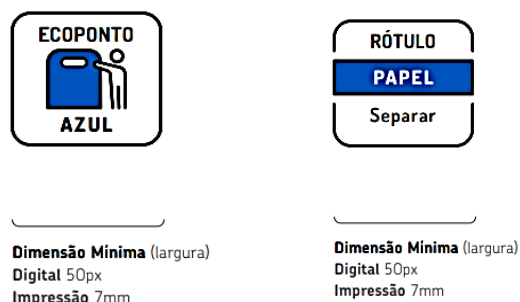 ECOPONTO
AZUL
Dimensão Mínima (largura)
Digital 50px
Impressão 7mm
RÓTULO
PAPEL
Separar
Dimensão Mínima (largura)
Digital 50px
Impressão 7mm